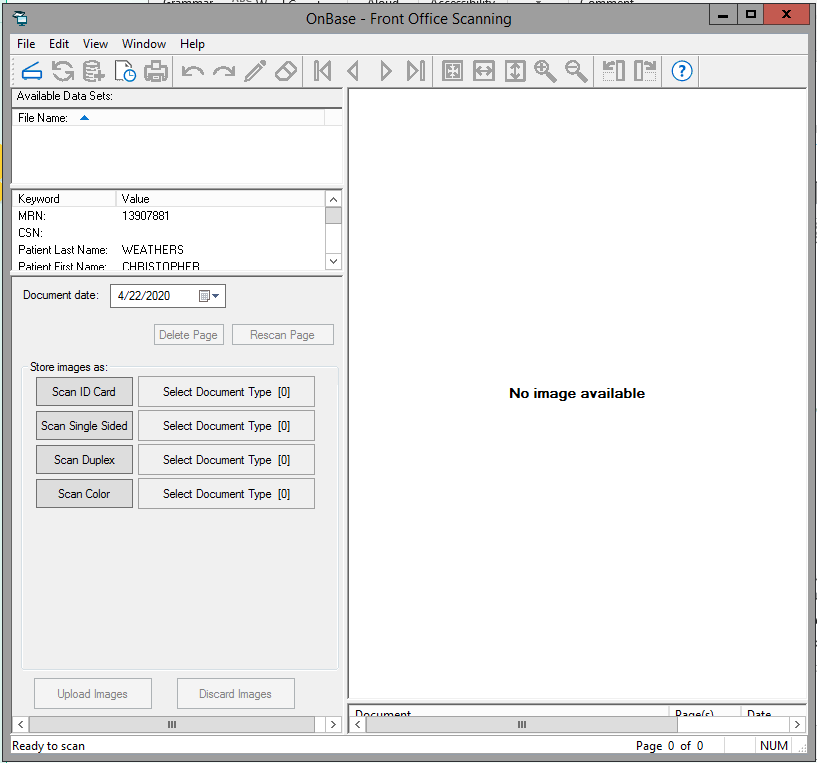 OnBase - Front Office Scanning
File Edit View Window Help
Available Data Sets:
File Name:
Keyword Value
MRN: 13907881
CSN:
Patient Last Name: WEATHERS
Patient First Name: CHRISTOPHER
Document date: 4/22/2020
Delete Page Rescan Page
Store images as:
Scan ID Card Select Document Type [0]
Scan Single Sided Select Document Type [0]
Scan Duplex Select Document Type [0]
Scan Color Select Document Type [0]
Upload Images Discard Images
No image available
Document Page(s) Date
Ready to scan Page 0 of 0 NUM